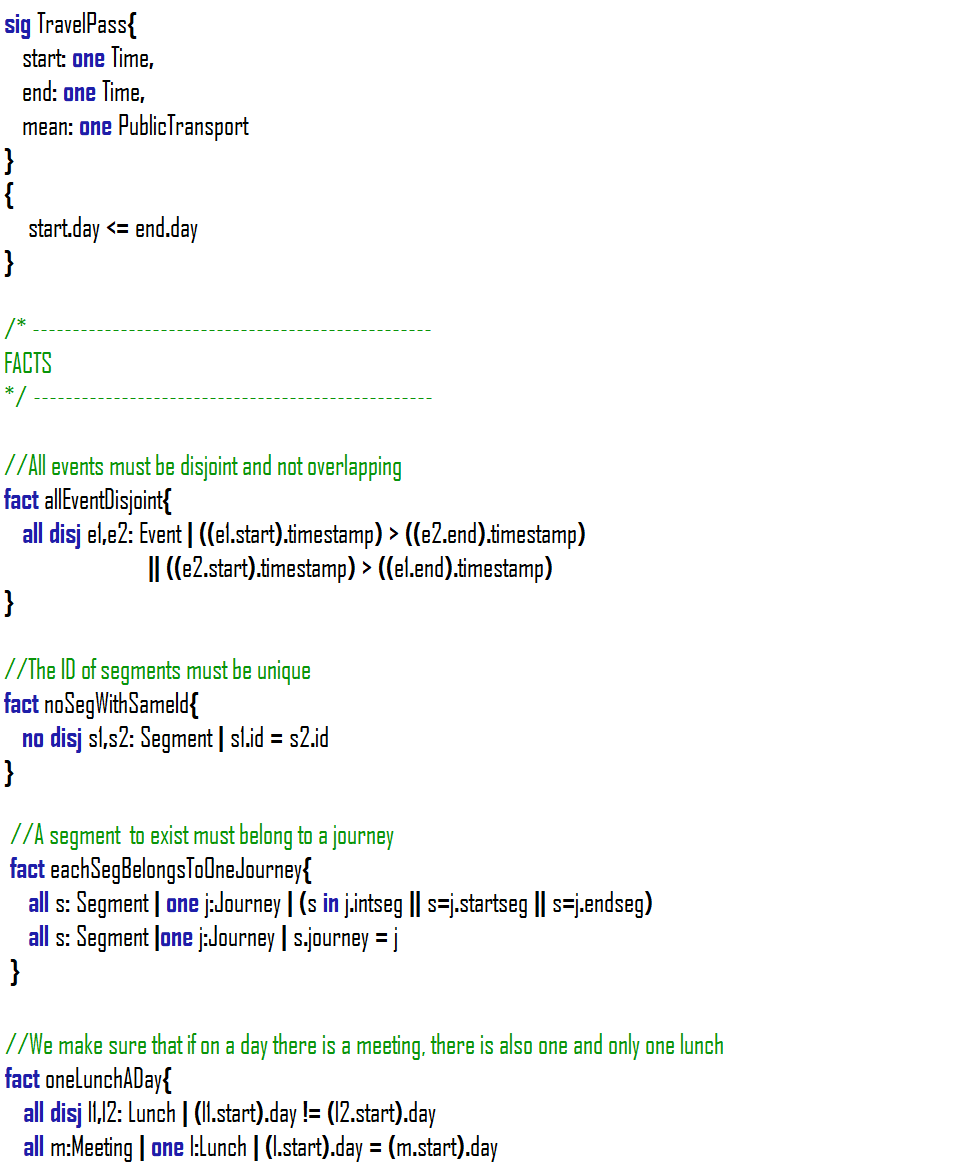 sig TravelPass{
start: one Time,
end: one Time,
mean: one PublicTransport
}
{
start.day <= end.day
}
/* --------------------------------------------------
FACTS
*/ --------------------------------------------------
//All events must be disjoint and not overlapping
fact allEventDisjoint{
all disj e1,e2: Event | ((e1.start).timestamp) > ((e2.end).timestamp)
|| ((e2.start).timestamp) > ((e1.end).timestamp)
}
//The ID of segments must be unique
fact noSegWithSameId{
no disj s1,s2: Segment | s1.id = s2.id
}
//A segment  to exist must belong to a journey
fact eachSegBelongsToOneJourney{
all s: Segment | one j:Journey | (s in j.intseg || s=j.startseg || s=j.endseg)
all s: Segment |one j:Journey | s.journey = j
}
//We make sure that if on a day there is a meeting, there is also one and only one lunch
fact oneLunchADay{
all disj l1,l2: Lunch | (l1.start).day != (l2.start).day
all m:Meeting | one l:Lunch | (l.start).day = (m.start).day